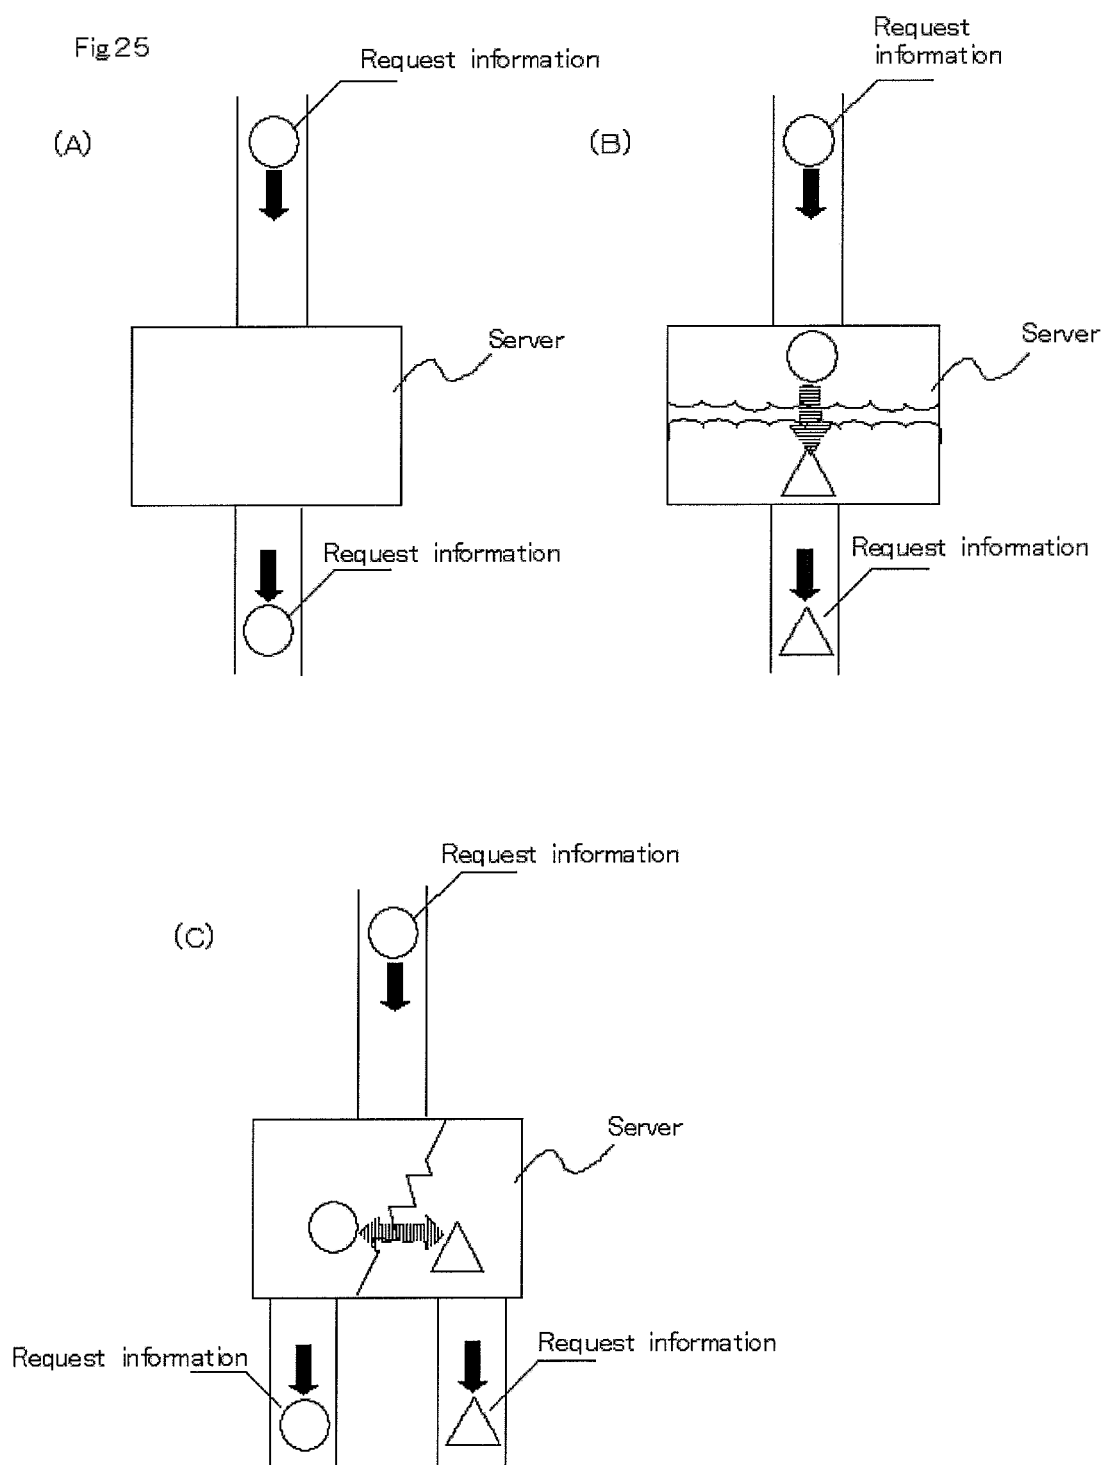 Fig.25
Request information
(A)
Server
Request information
Request
information
(B)
Server
Request information
Request information
(C)
Server
Request information
Request information